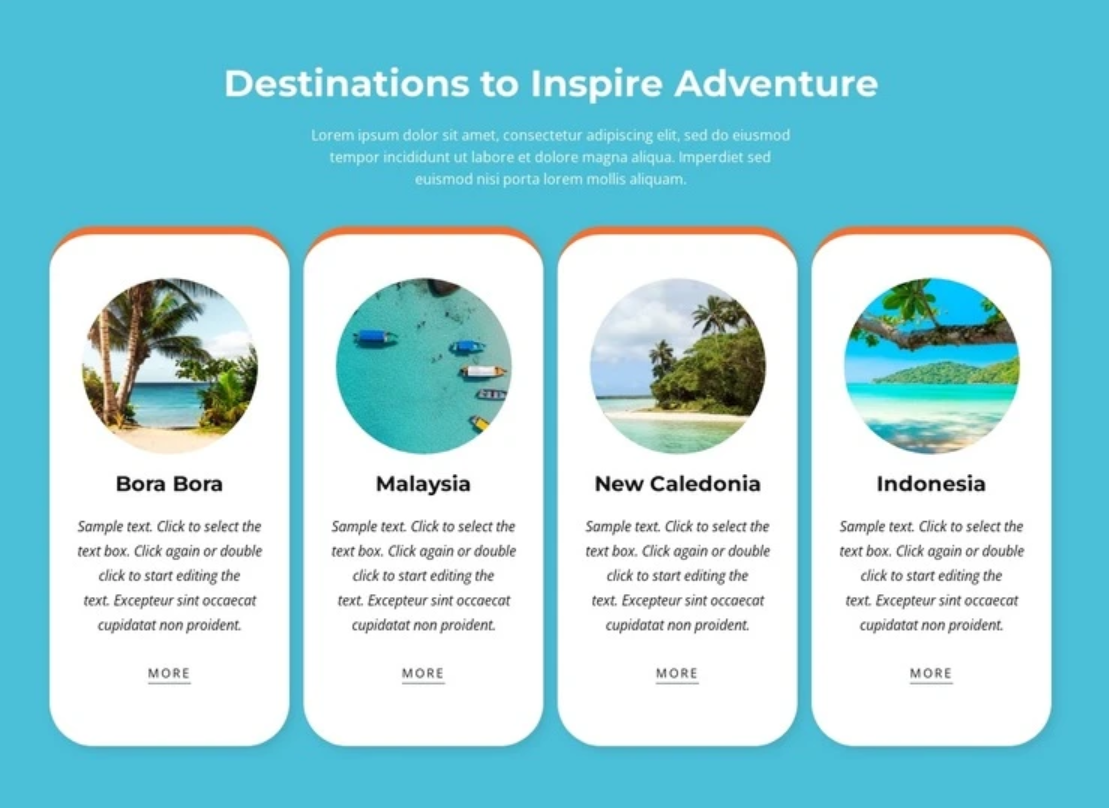 Destinations to Inspire Adventure
Lorem ipsum dolor sit amet, consectetur adipiscing elit, sed do eiusmod
tempor incididunt ut labore et dolore magna aliqua. Imperdiet sed
euismod nisi porta lorem mollis aliquam.
Bora Bora
Sample text. Click to select the
text box. Click again or double
click to start editing the
text. Excepteur sint occaecat
cupidatat non proident.
MORE
Malaysia
Sample text. Click to select the
text box. Click again or double
click to start editing the
text. Excepteur sint occaecat
cupidatat non proident.
MORE
New Caledonia
Sample text. Click to select the
text box. Click again or double
click to start editing the
text. Excepteur sint occaecat
cupidatat non proident.
MORE
Indonesia
Sample text. Click to select the
text box. Click again or double
click to start editing the
text. Excepteur sint occaecat
cupidatat non proident.
MORE